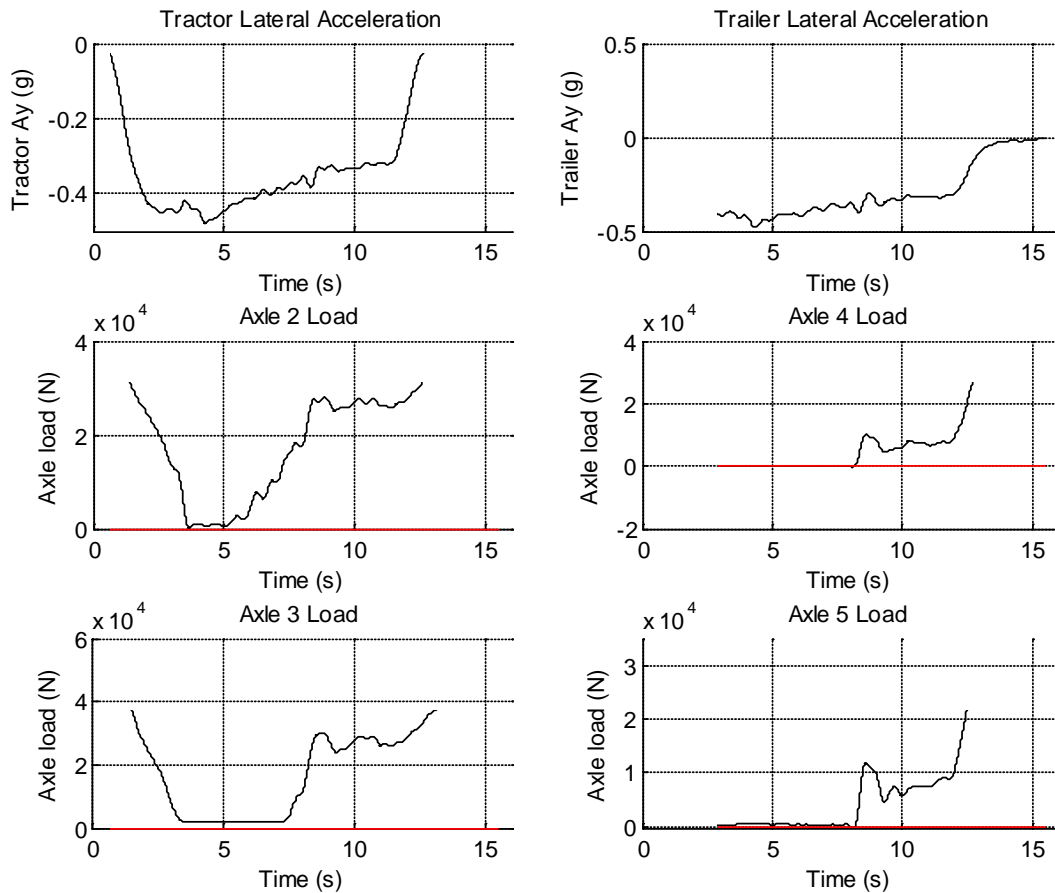 Tractor Lateral Acceleration
Tractor Ay (g)
0
-0.2
-0.4
0 5 10 15
Time (s)
Trailer Lateral Acceleration
Trailer Ay (g)
0.5
0
-0.5
0 5 10 15
Time (s)
x 10 4
Axle 2 Load
Axle load (N)
4
2
0
0 5 10 15
Time (s)
x 10 4
Axle 4 Load
Axle load (N)
4
2
0
-2
0 5 10 15
Time (s)
x 10 4
Axle 3 Load
Axle load (N)
6
4
2
0
0 5 10 15
Time (s)
x 10 4
Axle 5 Load
Axle load (N)
3
2
1
0
0 5 10 15
Time (s)